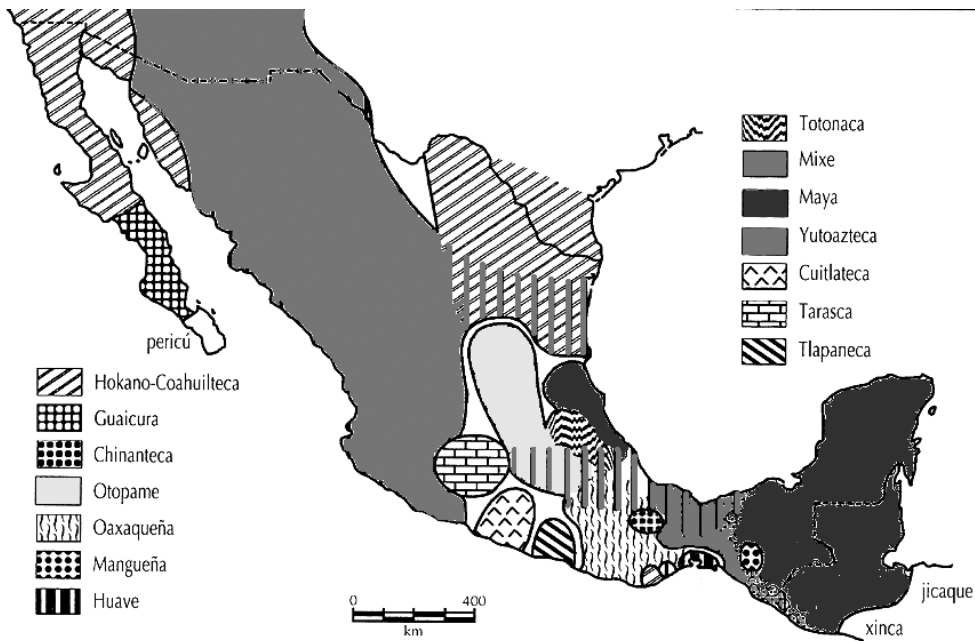 Totonaca
Mixe
Maya
Yutoazteca
Cuitlateca
Tarasca
Tlapaneca
pericú
Hokano-Coahuilteca
Guaicura
Chinanteca
Otopame
Oaxaqueña
Mangueña
Huave
0 400
km
jicaque
xinca